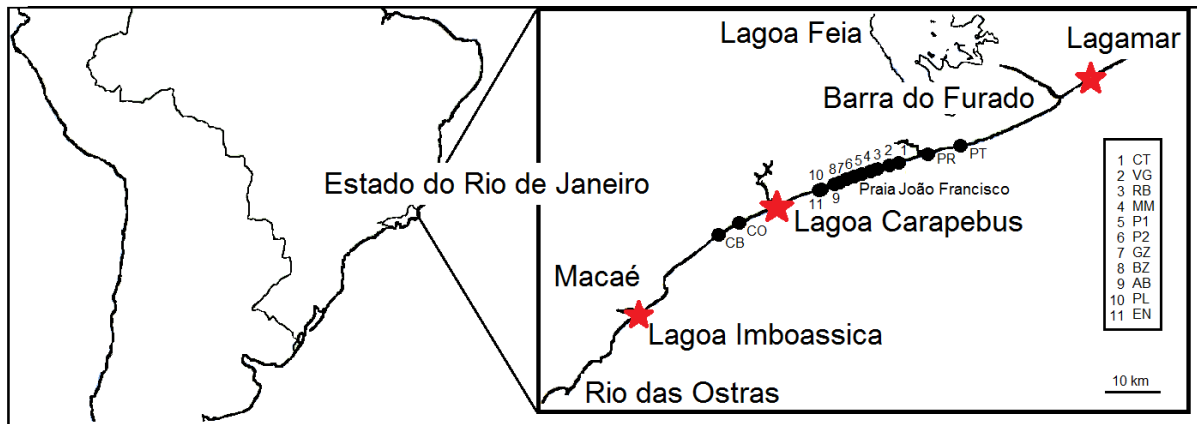 Estado do Rio de Janeiro
Lagoa Feia
Lagamar
Barra do Furado
8 7 6 5 4 3 2 1
10
PR
PT
9
11
Praia João Francisco
Lagoa Carapebus
CO
CB
Macaé
Lagoa Imboassica
Rio das Ostras
1 CT
2 VG
3 RB
4 MM
5 P1
6 P2
7 GZ
8 BZ
9 AB
10 PL
11 EN
10 km